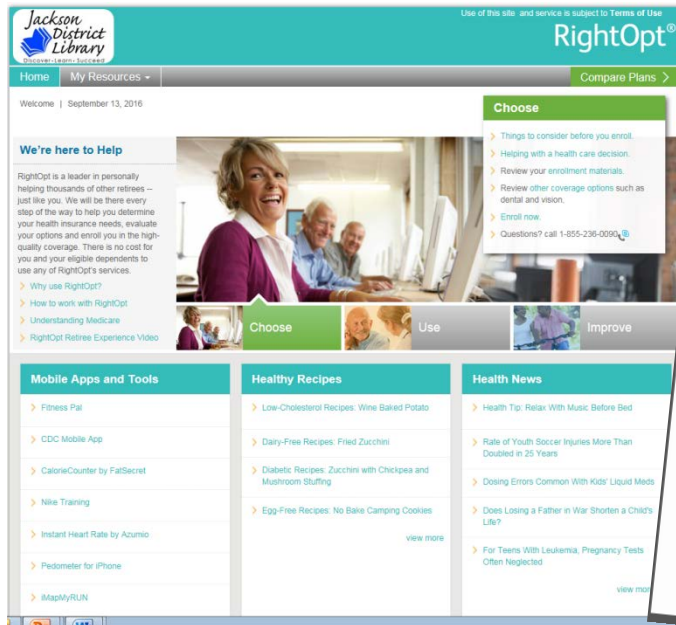 Jackson
District
Library
Discover•Learn•Succeed
Use of this site and service is subject to Terms of Use
RightOpt®
Home
My Resources
Compare Plans
Welcome | September 13, 2016
Choose
Things to consider before you enroll.
Helping with a health care decision.
Review your enrollment materials.
Review other coverage options such as
dental and vision.
Enroll now.
Questions? call 1-855-236-0090
We're here to Help
RightOpt is a leader in personally
helping thousands of other retirees --
just like you. We will be there every
step of the way to help you determine
your health insurance needs, evaluate
your options and enroll you in the high-
quality coverage. There is no cost for
you and your eligible dependents to
use any of RightOpt's services.
Why use RightOpt?
How to work with RightOpt
Understanding Medicare
RightOpt Retiree Experience Video
Choose
Use
Improve
Mobile Apps and Tools
Fitness Pal
CDC Mobile App
CalorieCounter by FatSecret
Nike Training
Instant Heart Rate by Azumio
Pedometer for iPhone
iMapMyRUN
Healthy Recipes
Low-Cholesterol Recipes: Wine Baked Potato
Dairy-Free Recipes: Fried Zucchini
Diabetic Recipes: Zucchini with Chickpea and
Mushroom Stuffing
Egg-Free Recipes: No Bake Camping Cookies
view more
Health News
Health Tip: Relax With Music Before Bed
Rate of Youth Soccer Injuries More Than
Doubled in 25 Years
Dosing Errors Common With Kids' Liquid Meds
Does Losing a Father in War Shorten a Child's
Life?
For Teens With Leukemia, Pregnancy Tests
Often Neglected
view more